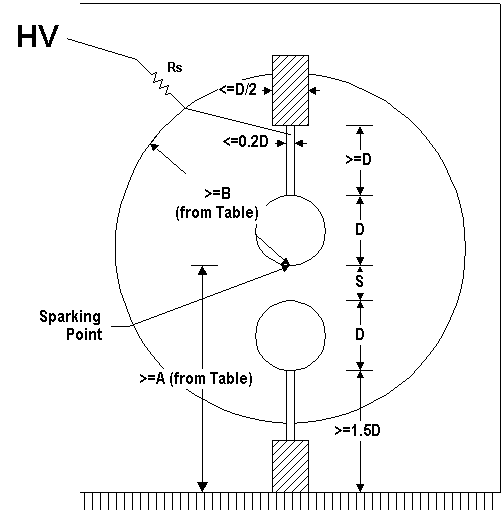 HV
Rs
<=D/2
<=0.2D
>=D
>=B
(from Table)
D
S
Sparking
Point
D
>=A (from Table)
>=1.5D